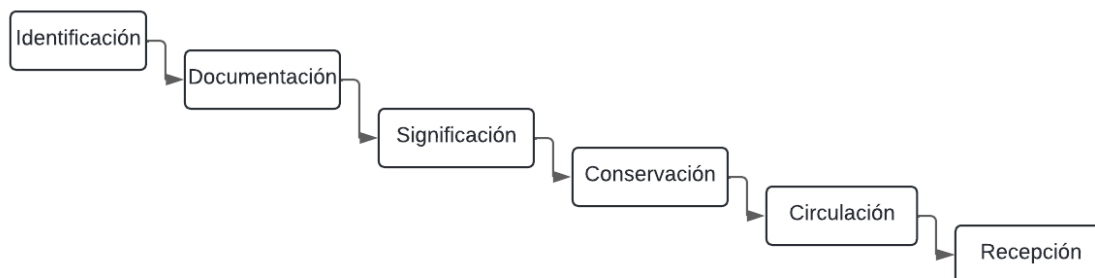 Identificación
Documentación
Significación
Conservación
Circulación
Recepción